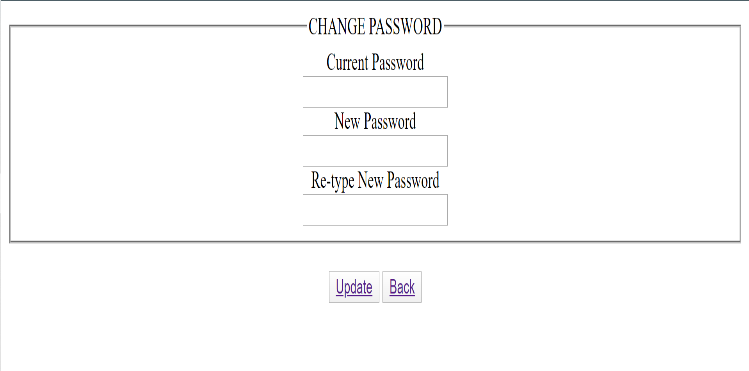 CHANGE PASSWORD
Current Password
New Password
Re-type New Password
Update Back